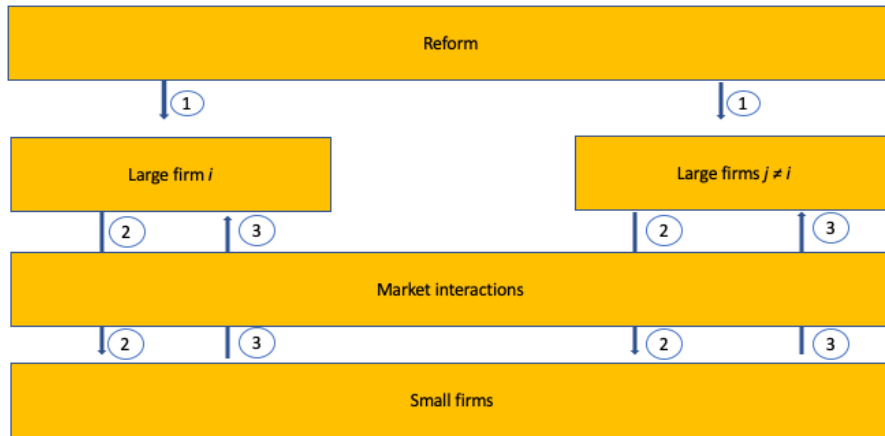 Reform
1 1
Large firm i Large firms j ≠ i
2 3 2 3
Market interactions
2 3 2 3
Small firms